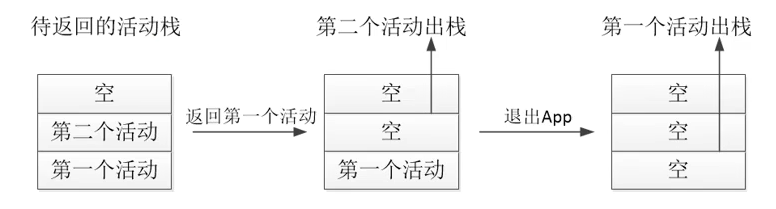 待返回的活动栈
第二个活动出栈
第一个活动出栈
空
第二个活动
第一个活动
返回第一个活动
空
空
第一个活动
退出App
空
空
空